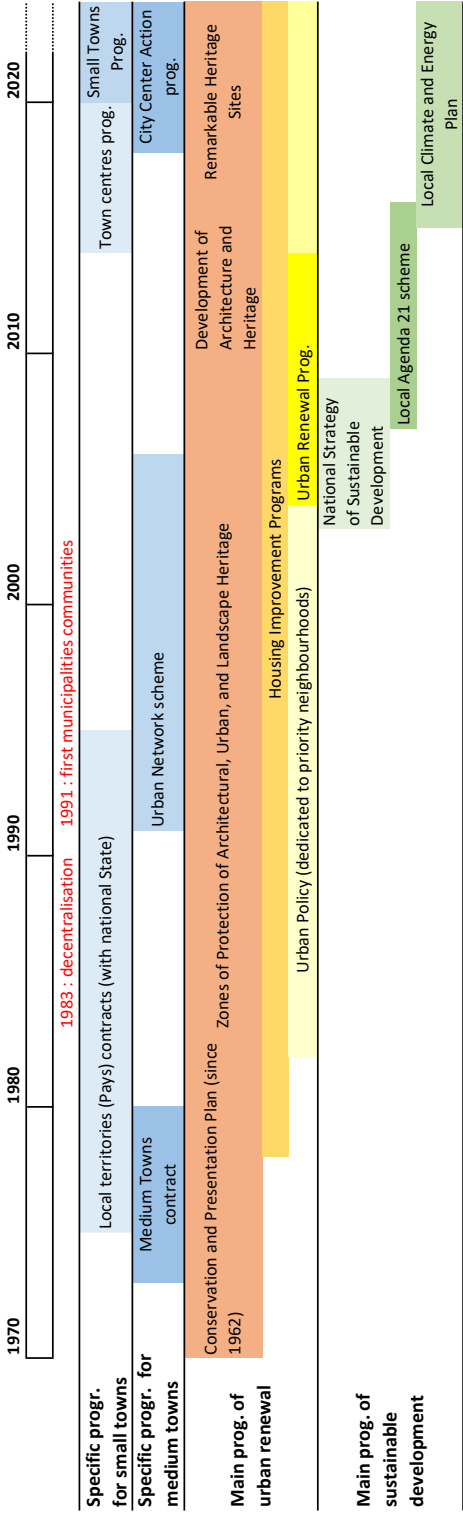 1970
1980
1990
2000
2010
2020
1983 : decentralisation
1991 : first municipalities communities
Specific progr.
for small towns
Local territories (Pays) contracts (with national State)
Town centres prog.
Small Towns
Prog.
Specific progr. for
medium towns
Medium Towns
contract
Urban Network scheme
City Center Action
prog.
Main prog. of
urban renewal
Conservation and Presentation Plan (since
1962)
Zones of Protection of Architectural, Urban, and Landscape Heritage
Development of
Architecture and
Heritage
Remarkable Heritage
Sites
Housing Improvement Programs
Urban Policy (dedicated to priority neighbourhoods)
Urban Renewal Prog.
Main prog. of
sustainable
development
National Strategy
of Sustainable
Development
Local Agenda 21 scheme
Local Climate and Energy
Plan